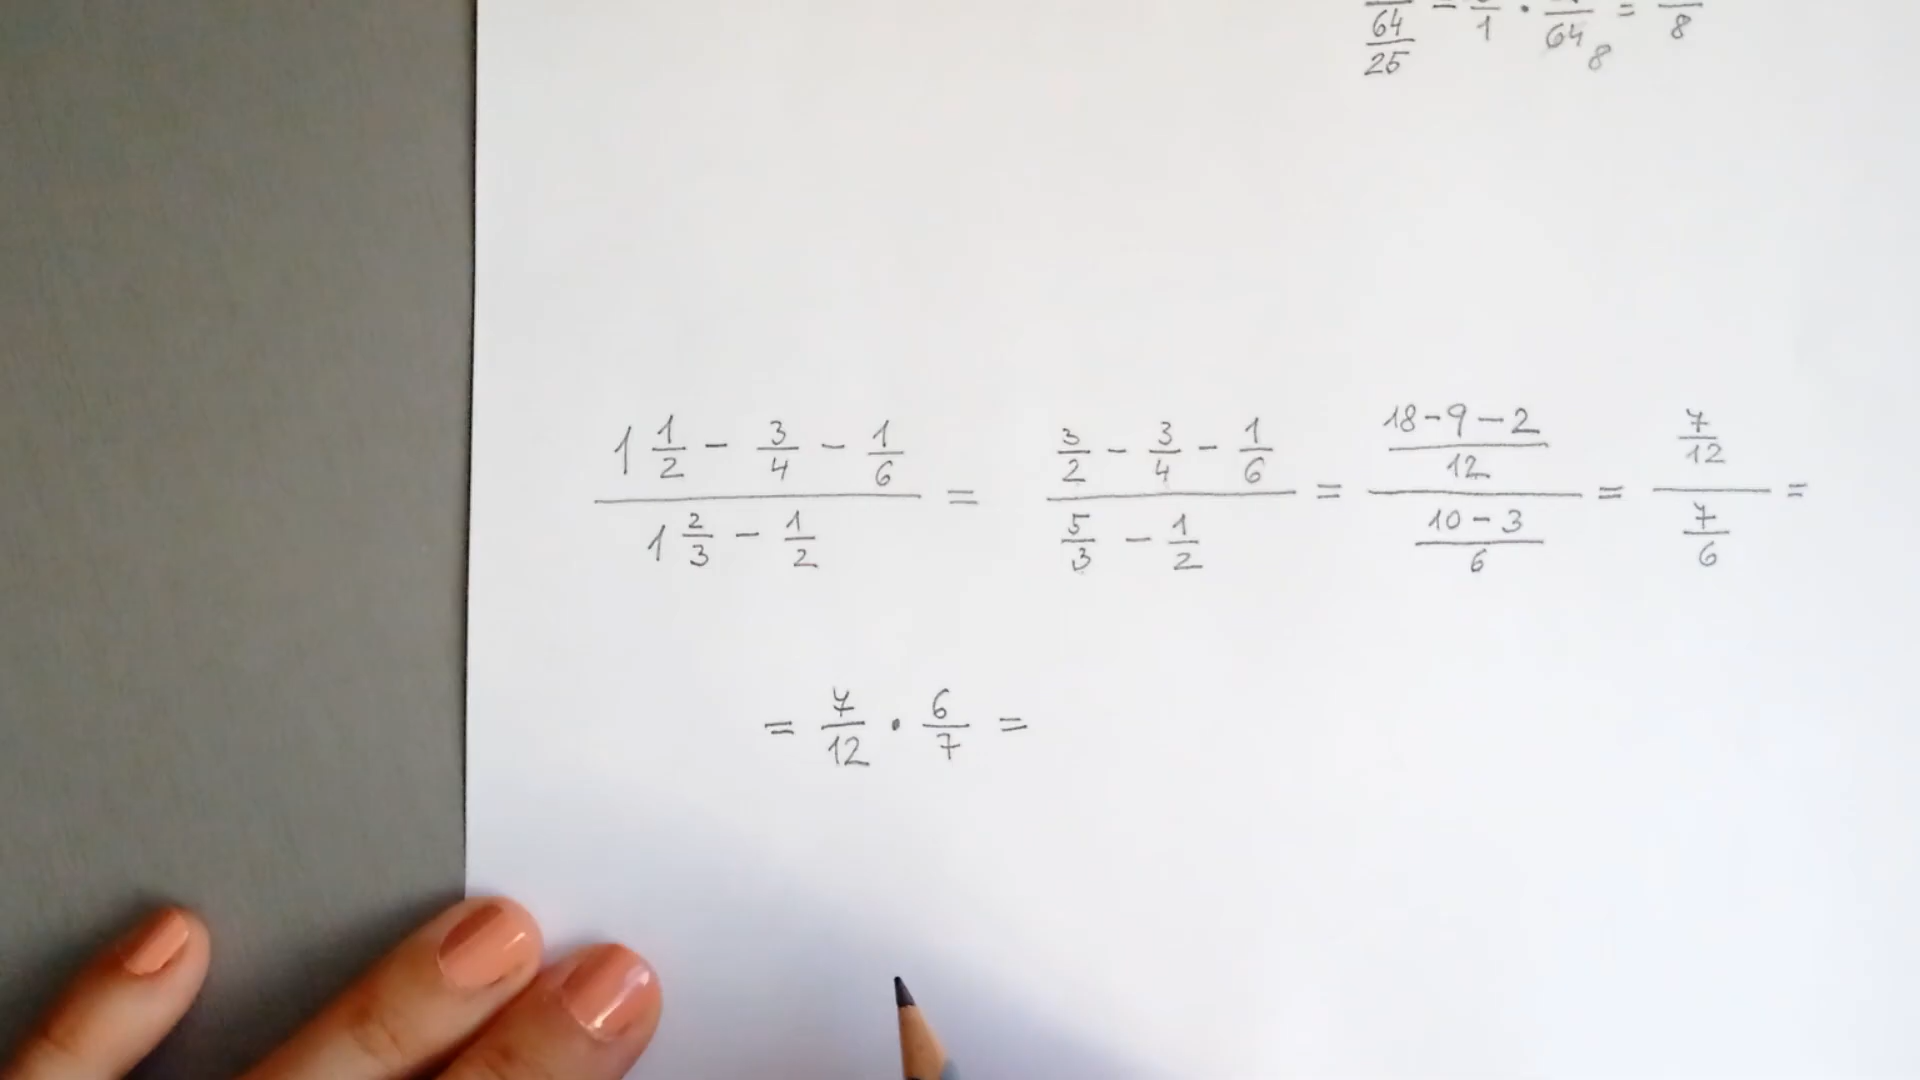 64/25 = /1 · /64 8 = /8
(1 1/2 - 3/4 - 1/6)/(1 2/3 - 1/2) = (3/2 - 3/4 - 1/6)/(5/3 - 1/2) = ((18-9-2)/12)/((10-3)/6) = (7/12)/(7/6) =
= 7/12 · 6/7 =